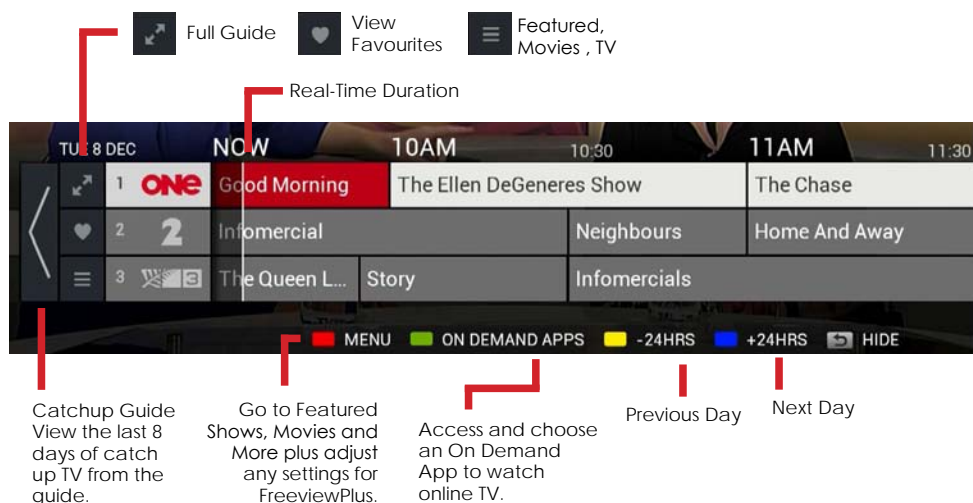 Full Guide
View
Favourites
Featured,
Movies , TV
Real-Time Duration
TUE 8 DEC NOW 10AM 10:30 11AM 11:30
1 ONe Good Morning The Ellen DeGeneres Show The Chase
2 2 Infomercial Neighbours Home And Away
3 3 The Queen L... Story Infomercials
MENU ON DEMAND APPS -24HRS +24HRS HIDE
Catchup Guide
View the last 8
days of catch
up TV from the
guide.
Go to Featured
Shows, Movies and
More plus adjust
any settings for
FreeviewPlus.
Access and choose
an On Demand
App to watch
online TV.
Previous Day
Next Day